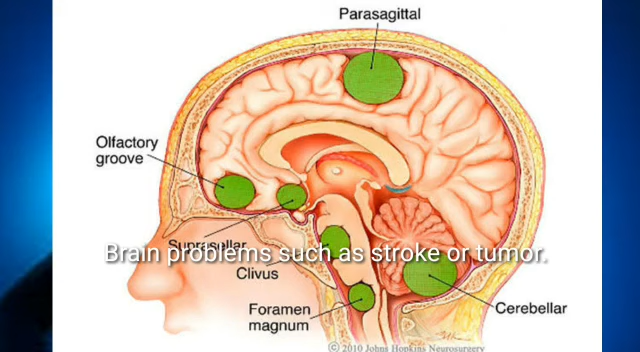 Parasagittal
Olfactory
groove
Suprasellar
Brain problems such as stroke or tumor.
Clivus
Foramen
magnum
Cerebellar
© 2010 Johns Hopkins Neurosurgery